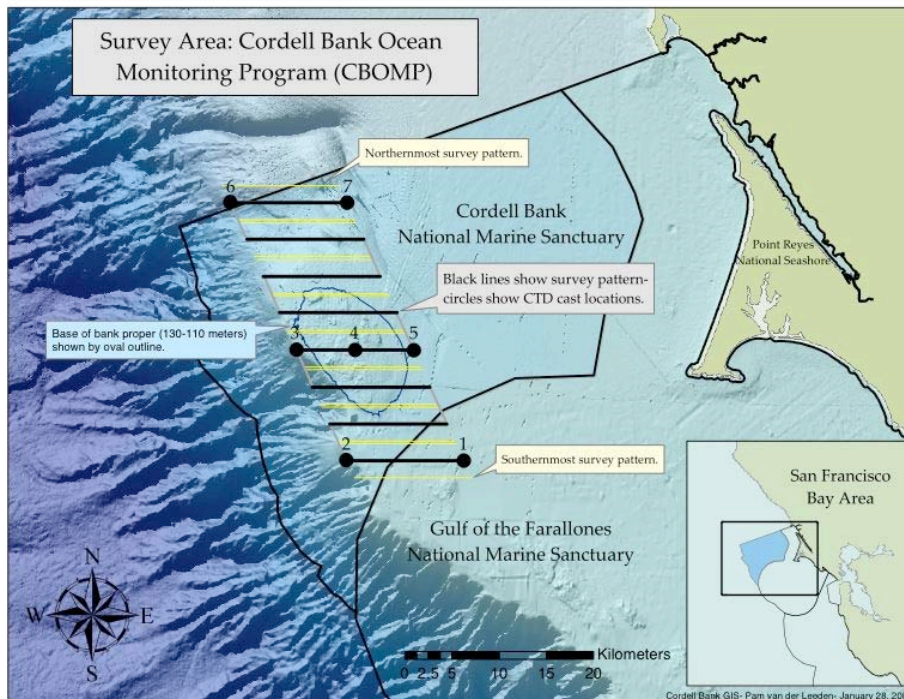 Survey Area: Cordell Bank Ocean
Monitoring Program (CBOMP)
Northernmost survey pattern.
6
7
Cordell Bank
National Marine Sanctuary
Point Reyes
National Seashore
Black lines show survey pattern-
circles show CTD cast locations.
Base of bank proper (130-110 meters)
shown by oval outline.
3
4
5
2
1
Southernmost survey pattern.
San Francisco
Bay Area
Gulf of the Farallones
National Marine Sanctuary
N
W
E
S
Kilometers
0 2.5 5 10 15 20
Cordell Bank GIS- Pam van der Leeden- January 28,